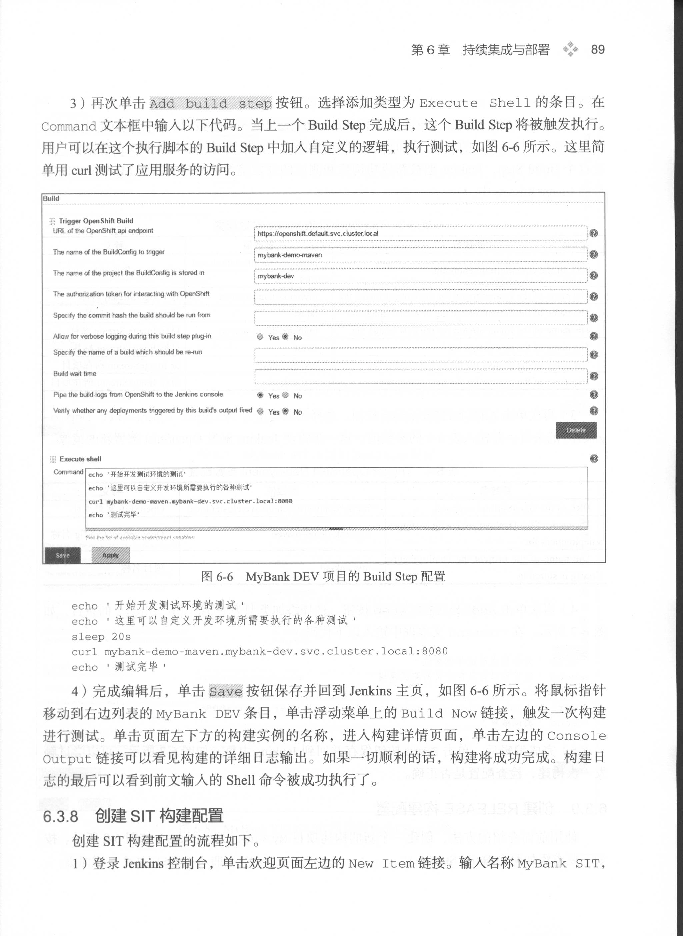 第6章 持续集成与部署 89
3）再次单击 Add build step 按钮。选择添加类型为 Execute Shell 的条目。在
Command 文本框中输入以下代码。当上一个 Build Step 完成后，这个 Build Step 将被触发执行。
用户可以在这个执行脚本的 Build Step 中加入自定义的逻辑，执行测试，如图 6-6 所示。这里简
单用 curl 测试了应用服务的访问。
Build
Trigger OpenShift Build
URL of the OpenShift api endpoint https://openshift.default.svc.cluster.local
The name of the BuildConfig to trigger mybank-demo-maven
The name of the project the BuildConfig is stored in mybank-dev
The authorization token for interacting with OpenShift
Specify the commit hash the build should be run from
Allow for verbose logging during this build step plug-in Yes No
Specify the name of a build which should be re-run
Build wait time
Pipe the build logs from OpenShift to the Jenkins console Yes No
Verify whether any deployments triggered by this build's output fired Yes No
Delete
Execute shell
Command echo '开始开发测试环境的测试'
echo '这里可以自定义开发环境所需要执行的各种测试'
curl mybank-demo-maven.mybank-dev.svc.cluster.local:8080
echo '测试完毕'
See the list of available environment variables
Save Apply
图 6-6 MyBank DEV 项目的 Build Step 配置
echo '开始开发测试环境的测试'
echo '这里可以自定义开发环境所需要执行的各种测试'
sleep 20s
curl mybank-demo-maven.mybank-dev.svc.cluster.local:8080
echo '测试完毕'
4）完成编辑后，单击 Save 按钮保存并回到 Jenkins 主页，如图 6-6 所示。将鼠标指针
移动到右边列表的 MyBank DEV 条目，单击浮动菜单上的 Build Now 链接，触发一次构建
进行测试。单击页面左下方的构建实例的名称，进入构建详情页面，单击左边的 Console
Output 链接可以看见构建的详细日志输出。如果一切顺利的话，构建将成功完成。构建日
志的最后可以看到前文输入的 Shell 命令被成功执行了。
6.3.8 创建 SIT 构建配置
创建 SIT 构建配置的流程如下。
1）登录 Jenkins 控制台，单击欢迎页面左边的 New Item 链接。输入名称 MyBank SIT，